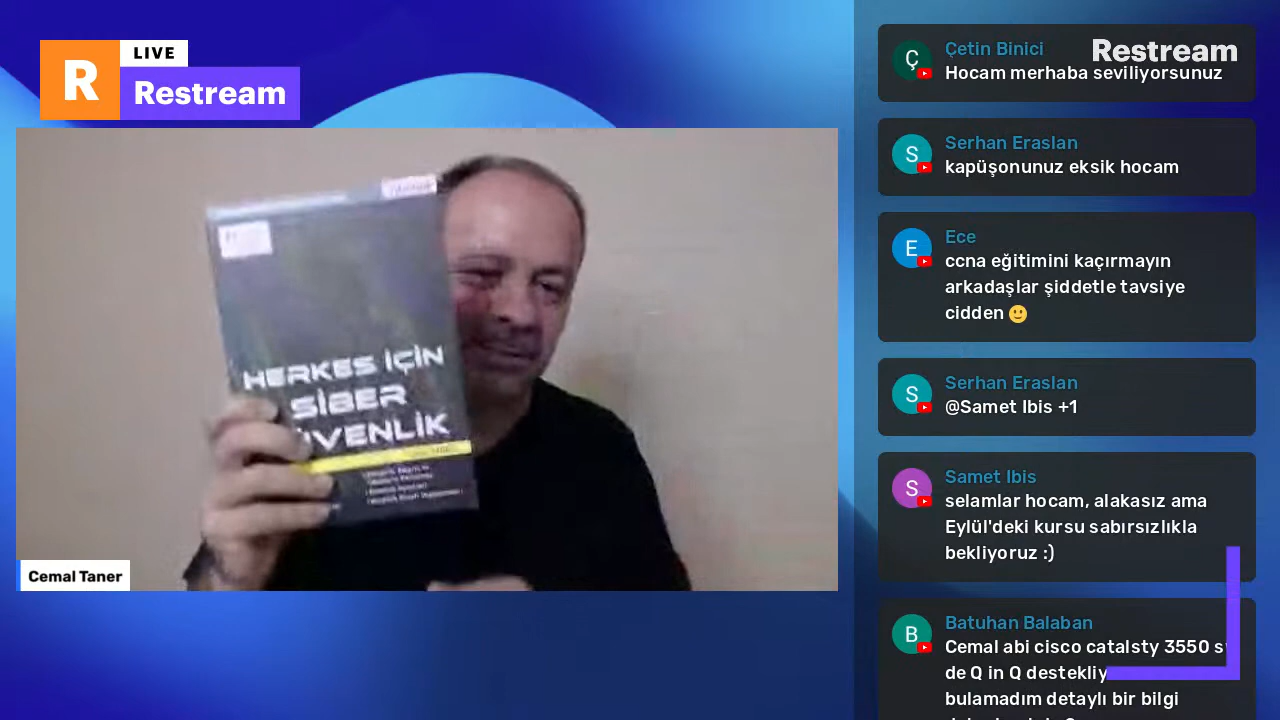 R
LIVE
Restream
HERKES İÇİN
SİBER
Cemal Taner
Restream
Ç
Çetin Binici
Hocam merhaba seviliyorsunuz
S
Serhan Eraslan
kapüşonunuz eksik hocam
E
Ece
ccna eğitimini kaçırmayın
arkadaşlar şiddetle tavsiye
cidden 🙂
S
Serhan Eraslan
@Samet Ibis +1
S
Samet Ibis
selamlar hocam, alakasız ama
Eylül'deki kursu sabırsızlıkla
bekliyoruz :)
B
Batuhan Balaban
Cemal abi cisco catalsty 3550
de Q in Q
bulamadım detaylı bir bilgi